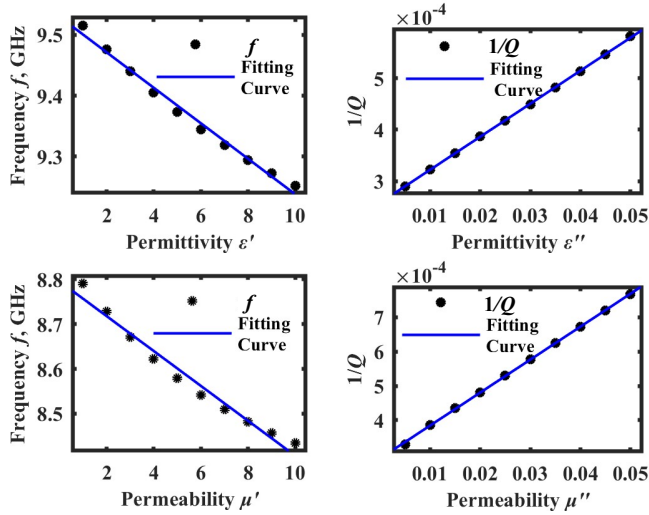 ×10⁻⁴
9.5
9.4
9.3
Frequency f, GHz
f
Fitting
Curve
2 4 6 8 10
Permittivity ε′
5
4
3
1/Q
1/Q
Fitting
Curve
0.01 0.02 0.03 0.04 0.05
Permittivity ε′′
8.8
8.7
8.6
8.5
Frequency f, GHz
f
Fitting
Curve
2 4 6 8 10
Permeability μ′
×10⁻⁴
7
6
5
4
1/Q
1/Q
Fitting
Curve
0.01 0.02 0.03 0.04 0.05
Permeability μ′′